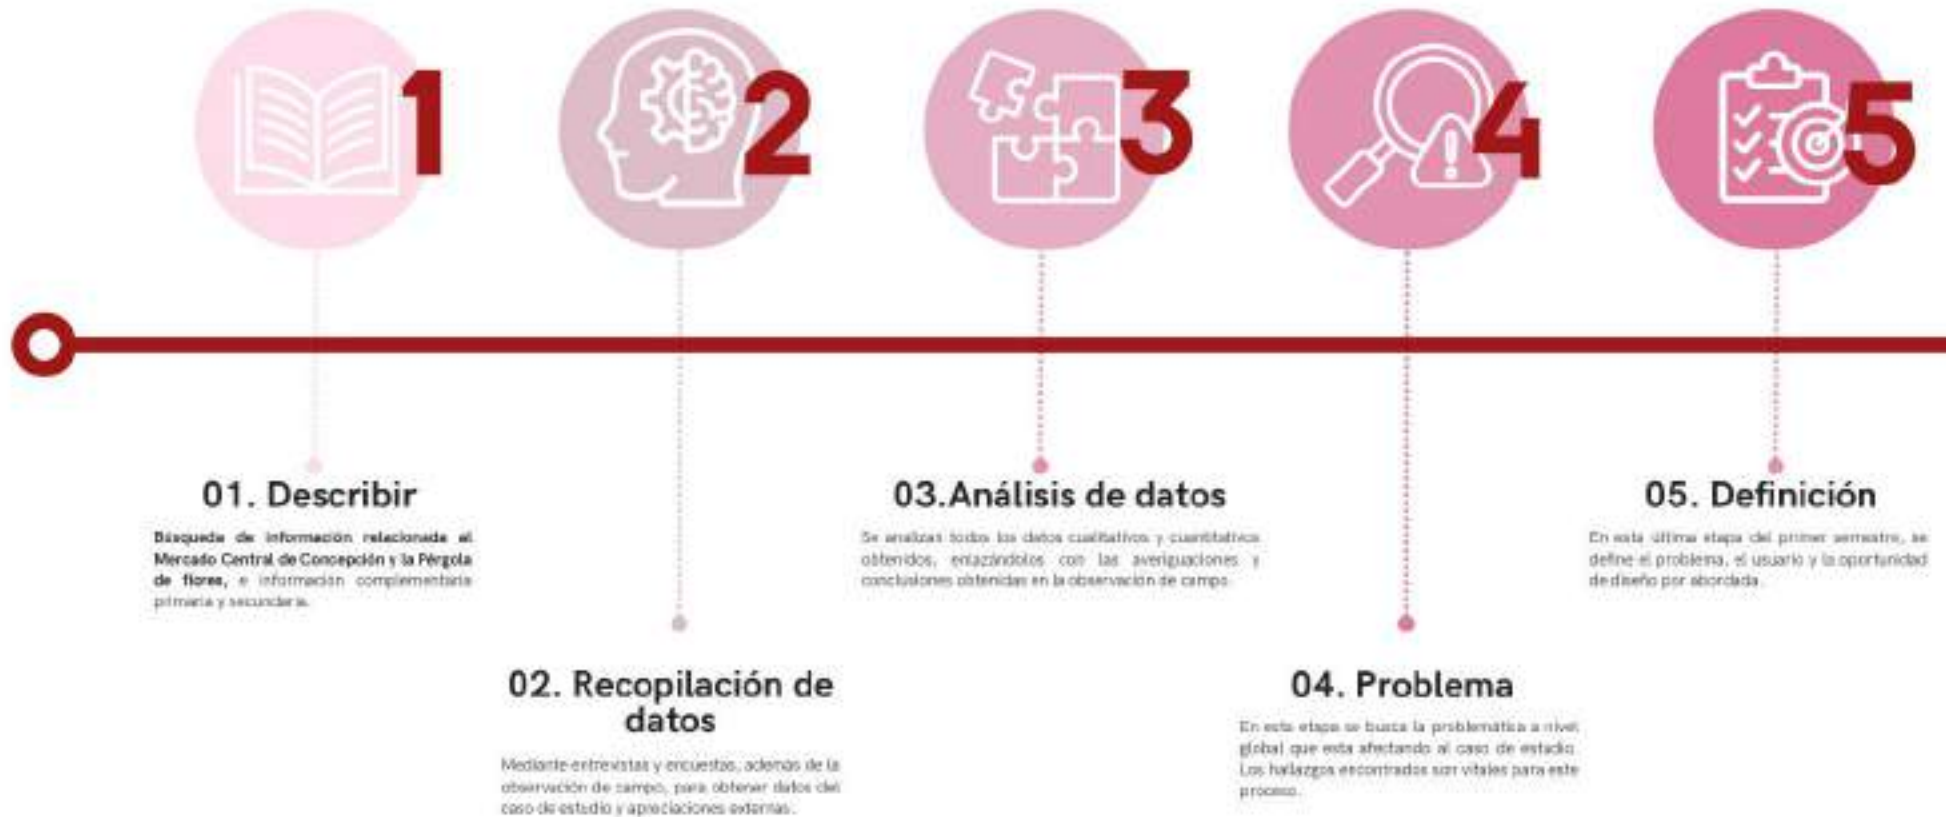 1
2
3
4
5
01. Describir
Búsqueda de información relacionada al
Mercado Central de Concepción y la Pérgola
de flores, e información complementaria
primaria y secundaria.
02. Recopilación de
datos
Mediante entrevistas y encuestas, además de la
observación de campo, para obtener datos del
caso de estudio y apreciaciones externas.
03.Análisis de datos
Se analizan todos los datos cualitativos y cuantitativos
obtenidos, enlazándolos con las averiguaciones y
conclusiones obtenidas en la observación de campo.
04. Problema
En esta etapa se busca la problemática a nivel
global que esta afectando al caso de estudio.
Los hallazgos encontrados son vitales para este
proceso.
05. Definición
En esta última etapa del primer semestre, se
define el problema, el usuario y la oportunidad
de diseño por abordada.